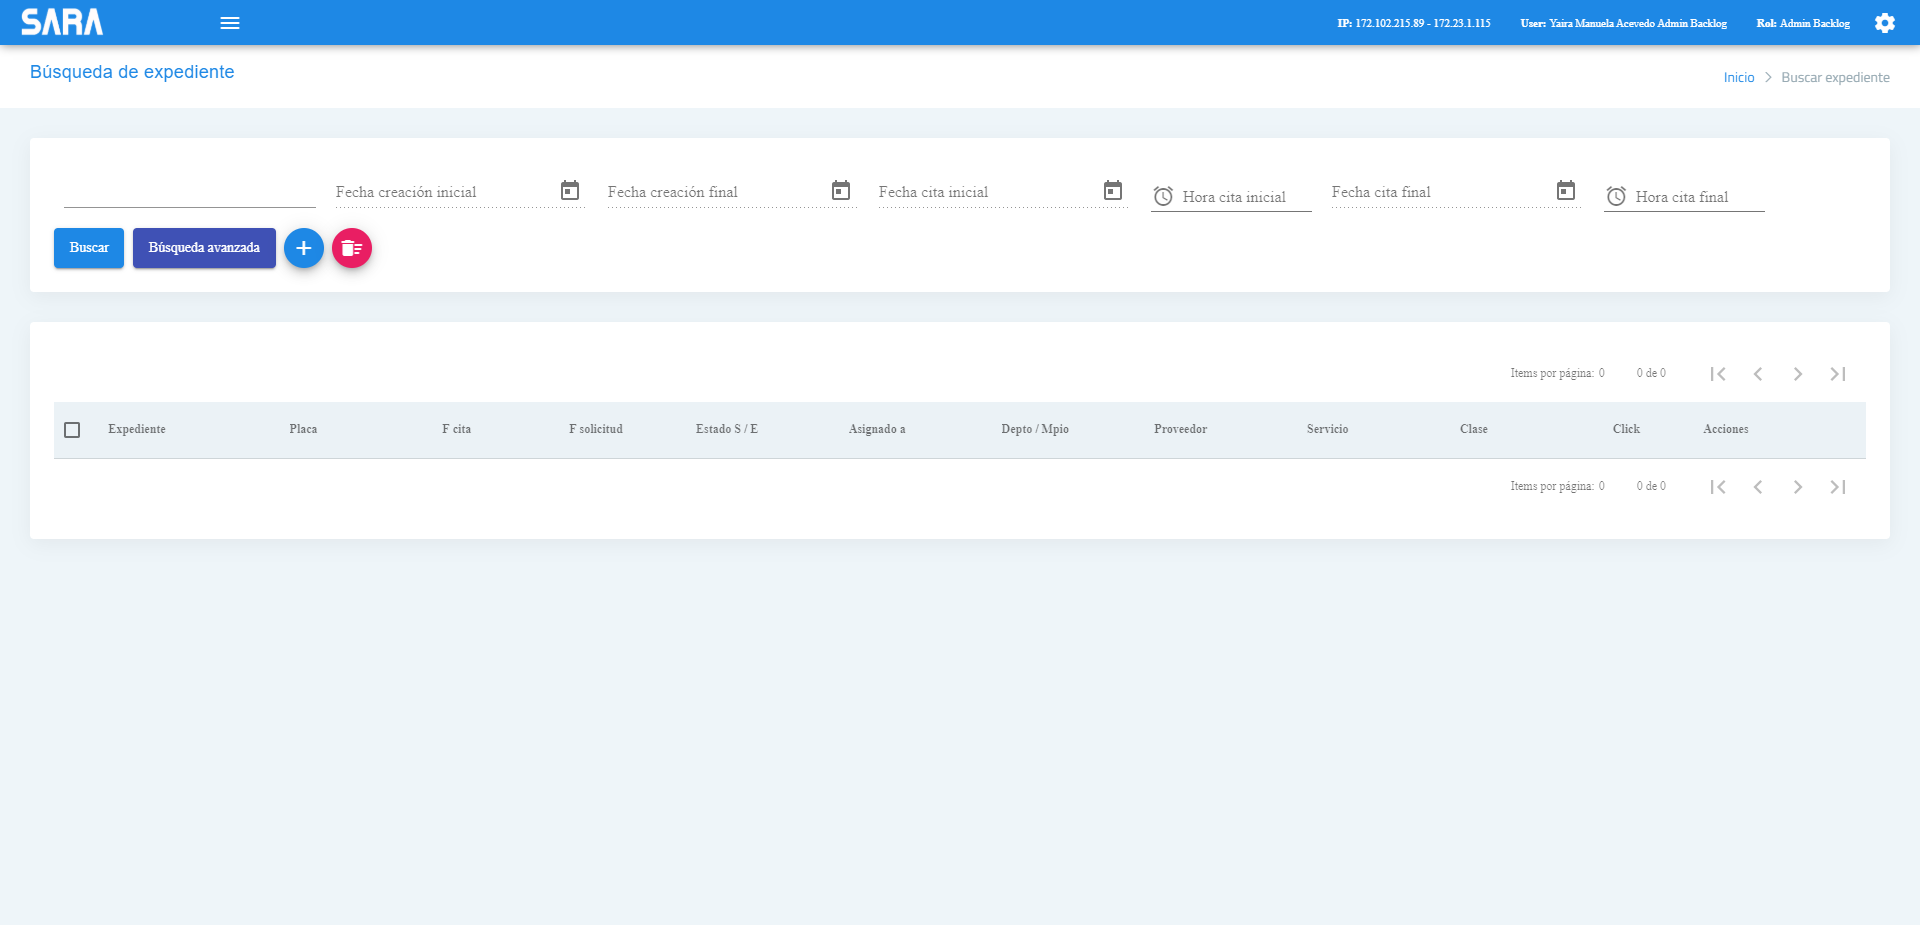 SARA
IP: 172.102.215.89 - 172.23.1.115 User: Yaira Manuela Acevedo Admin Backlog Rol: Admin Backlog
Búsqueda de expediente
Inicio > Buscar expediente
Fecha creación inicial Fecha creación final Fecha cita inicial Hora cita inicial Fecha cita final Hora cita final
Buscar Búsqueda avanzada
Items por página: 0 0 de 0
Expediente Placa F cita F solicitud Estado S / E Asignado a Depto / Mpio Proveedor Servicio Clase Click Acciones
Items por página: 0 0 de 0